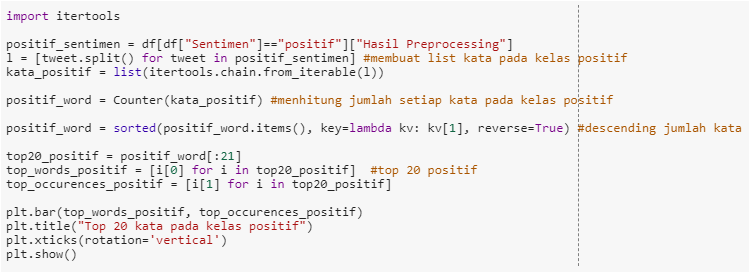 import itertools
positif_sentimen = df[df["Sentimen"]=="positif"]["Hasil Preprocessing"]
l = [tweet.split() for tweet in positif_sentimen] #membuat list kata pada kelas positif
kata_positif = list(itertools.chain.from_iterable(l))
positif_word = Counter(kata_positif) #menhitung jumlah setiap kata pada kelas positif
positif_word = sorted(positif_word.items(), key=lambda kv: kv[1], reverse=True) #descending jumlah kata
top20_positif = positif_word[:21]
top_words_positif = [i[0] for i in top20_positif]  #top 20 positif
top_occurences_positif = [i[1] for i in top20_positif]
plt.bar(top_words_positif, top_occurences_positif)
plt.title("Top 20 kata pada kelas positif")
plt.xticks(rotation='vertical')
plt.show()